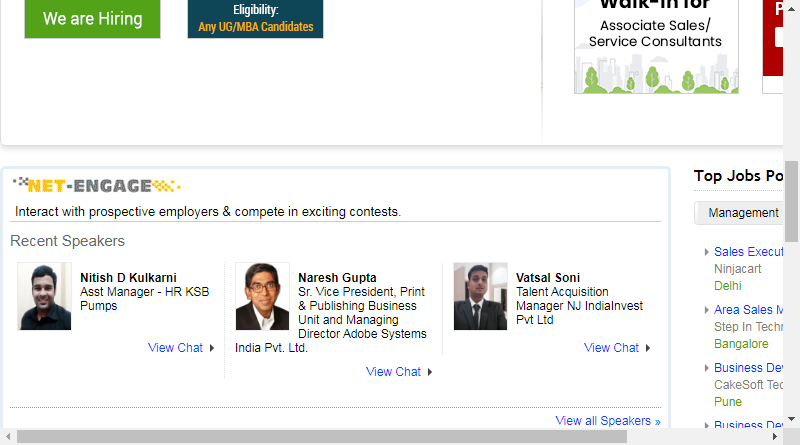 We are Hiring
Eligibility:
Any UG/MBA Candidates
Walk-in for
Associate Sales/
Service Consultants
NET-ENGAGE
Interact with prospective employers & compete in exciting contests.
Recent Speakers
Nitish D Kulkarni
Asst Manager - HR KSB
Pumps
View Chat
Naresh Gupta
Sr. Vice President, Print
& Publishing Business
Unit and Managing
Director Adobe Systems
India Pvt. Ltd.
View Chat
Vatsal Soni
Talent Acquisition
Manager NJ IndiaInvest
Pvt Ltd
View Chat
View all Speakers »
Top Jobs Po
Management
Sales Execut
Ninjacart
Delhi
Area Sales M
Step In Techn
Bangalore
Business Dev
CakeSoft Tec
Pune
Business Dev